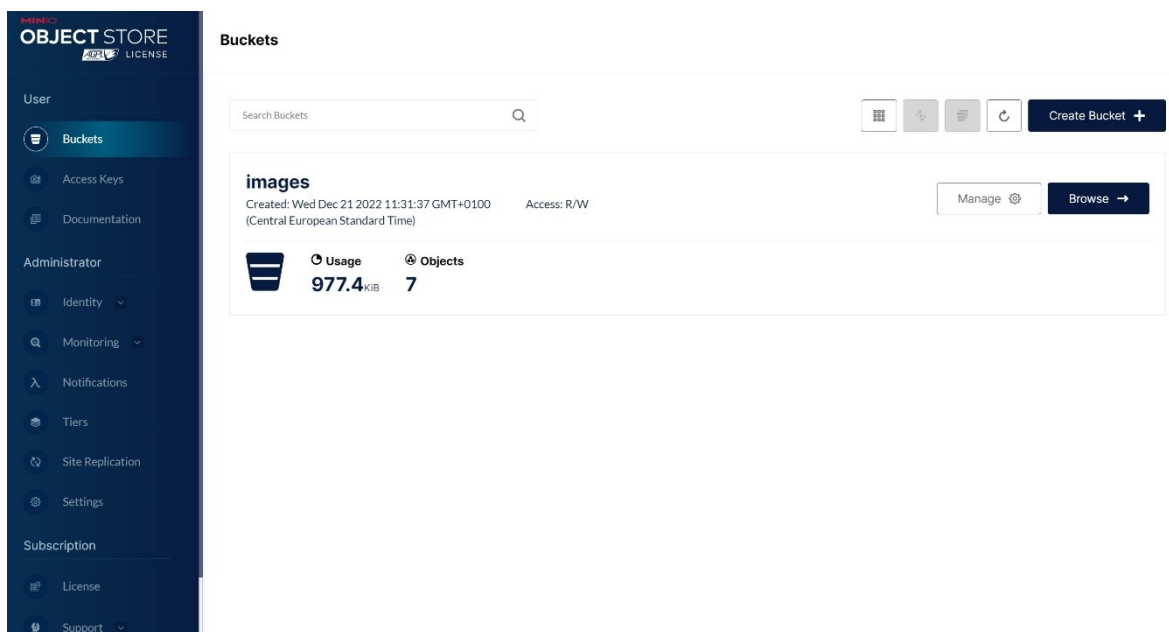 MINIO
OBJECT STORE
AGPLv3 LICENSE
User
Buckets
Access Keys
Documentation
Administrator
Identity
Monitoring
Notifications
Tiers
Site Replication
Settings
Subscription
License
Support
Buckets
Search Buckets
Create Bucket +
images
Created: Wed Dec 21 2022 11:31:37 GMT+0100 Access: R/W
(Central European Standard Time)
Manage
Browse →
Usage Objects
977.4KiB 7